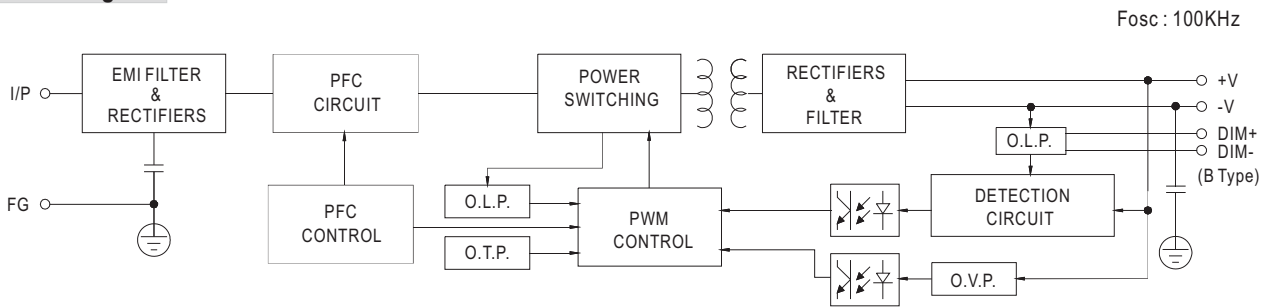 Fosc : 100KHz
I/P
EMI FILTER
&
RECTIFIERS
PFC
CIRCUIT
POWER
SWITCHING
RECTIFIERS
&
FILTER
+V
-V
O.L.P.
DIM+
DIM-
(B Type)
FG
PFC
CONTROL
O.L.P.
O.T.P.
PWM
CONTROL
DETECTION
CIRCUIT
O.V.P.